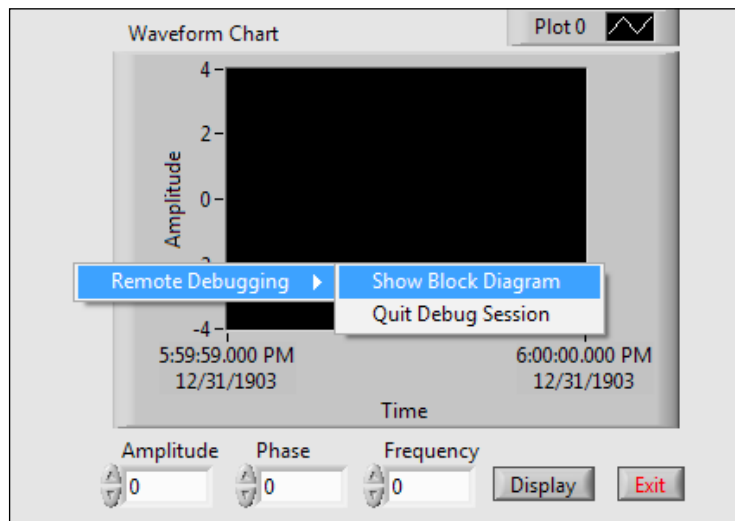 Waveform Chart
Plot 0
4
2
0
Amplitude
Remote Debugging
Show Block Diagram
Quit Debug Session
-4
5:59:59.000 PM
12/31/1903
6:00:00.000 PM
12/31/1903
Time
Amplitude
Phase
Frequency
0
0
0
Display
Exit